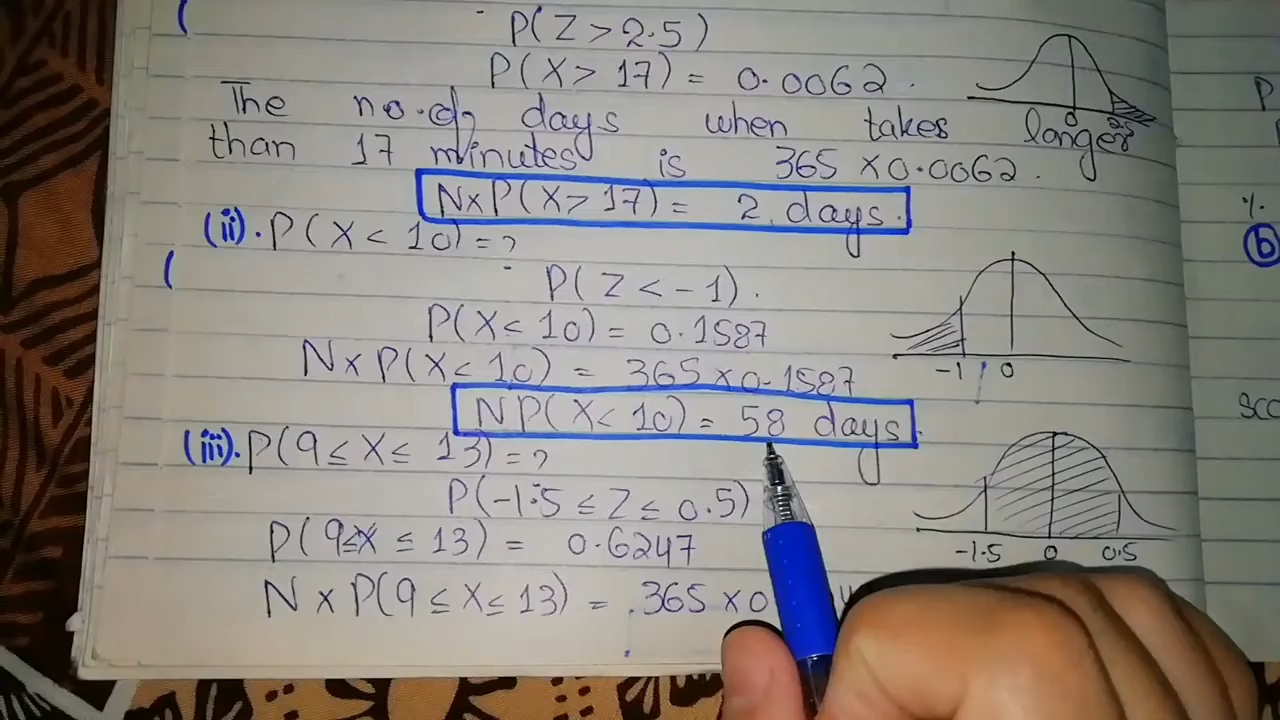 P(Z > 2.5)
P(X > 17) = 0.0062.
The no. of days when takes longer
than 17 minutes is 365 × 0.0062.
N×P(X > 17) = 2 days.
0
(ii). P(X < 10) = ?
P(Z < -1).
P(X < 10) = 0.1587
N × P(X < 10) = 365 × 0.1587
-1 0
NP(X < 10) = 58 days.
(iii). P(9 ≤ X ≤ 13) = ?
P(-1.5 ≤ Z ≤ 0.5)
P(9 ≤ X ≤ 13) = 0.6247
-1.5 0 0.5
N × P(9 ≤ X ≤ 13) = 365 × 0
P
%
(b)